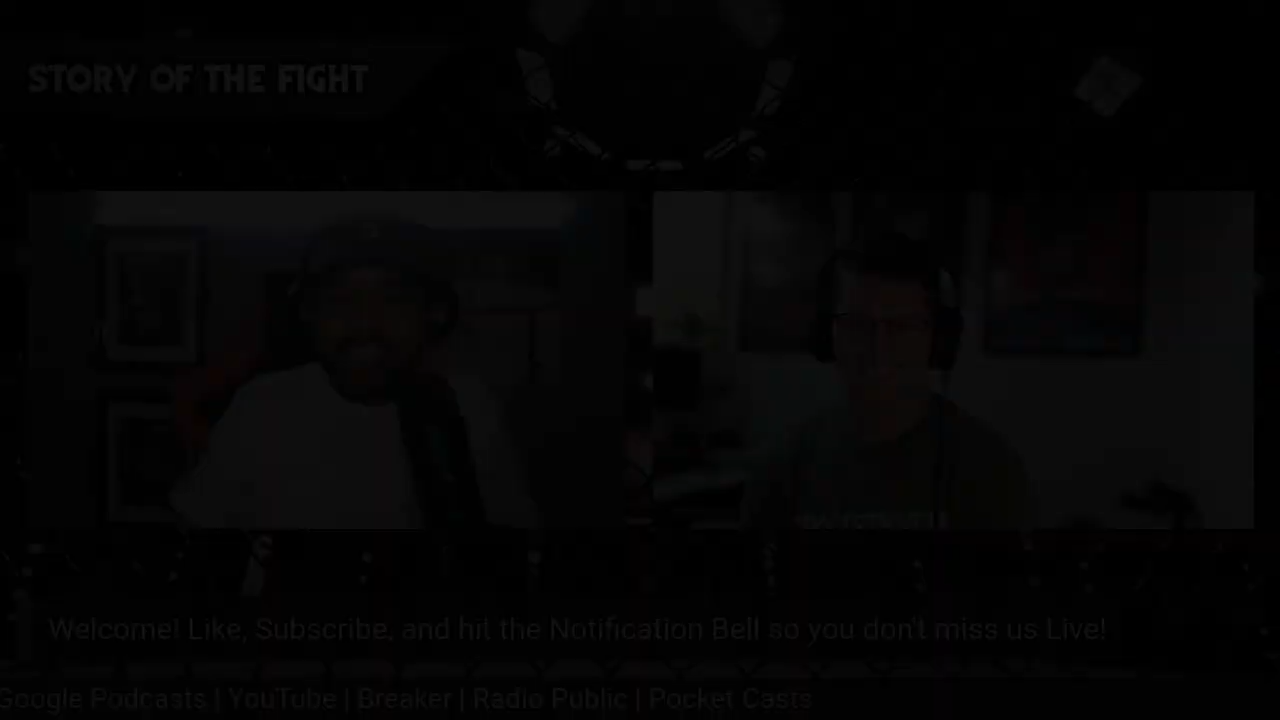 STORY OF THE FIGHT
Welcome! Like, Subscribe, and hit the Notification Bell so you don't miss us Live!
Google Podcasts | YouTube | Breaker | Radio Public | Pocket Casts